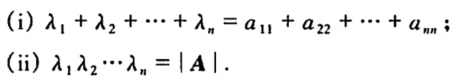 (i) λ₁ + λ₂ + ⋯ + λₙ = a₁₁ + a₂₂ + ⋯ + aₙₙ ;
(ii) λ₁λ₂⋯λₙ = | A | .